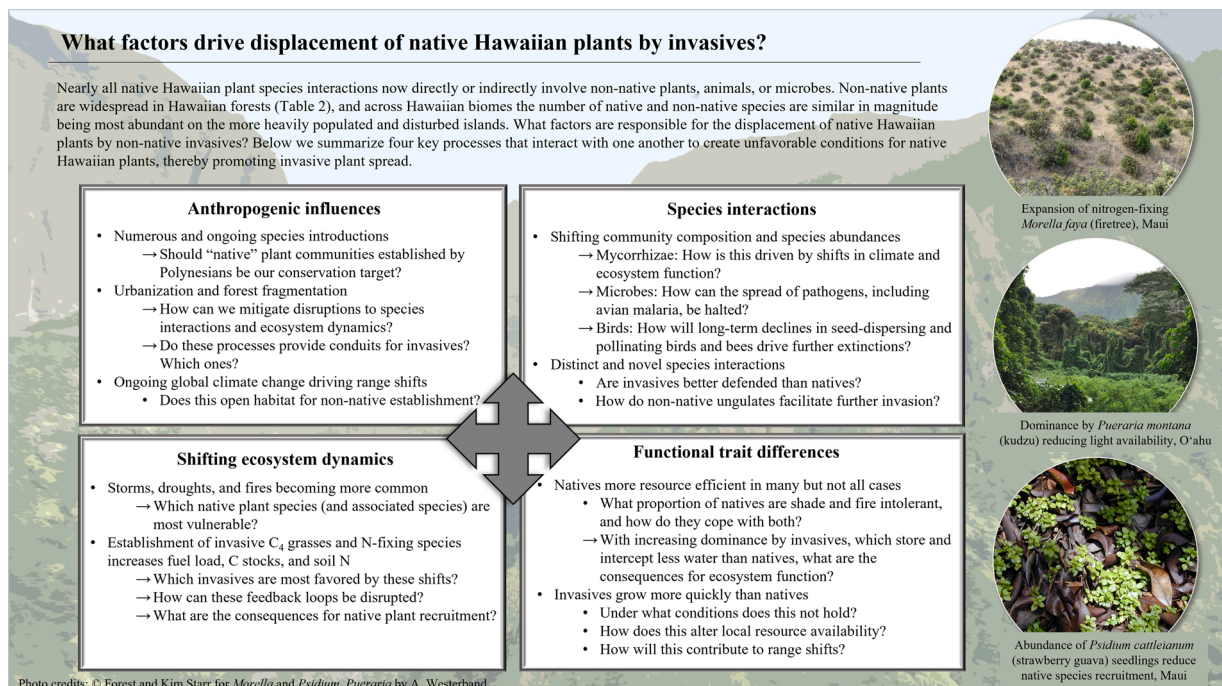 What factors drive displacement of native Hawaiian plants by invasives?
Nearly all native Hawaiian plant species interactions now directly or indirectly involve non-native plants, animals, or microbes. Non-native plants
are widespread in Hawaiian forests (Table 2), and across Hawaiian biomes the number of native and non-native species are similar in magnitude
being most abundant on the more heavily populated and disturbed islands. What factors are responsible for the displacement of native Hawaiian
plants by non-native invasives? Below we summarize four key processes that interact with one another to create unfavorable conditions for native
Hawaiian plants, thereby promoting invasive plant spread.
Anthropogenic influences
• Numerous and ongoing species introductions
→ Should “native” plant communities established by
Polynesians be our conservation target?
• Urbanization and forest fragmentation
→ How can we mitigate disruptions to species
interactions and ecosystem dynamics?
→ Do these processes provide conduits for invasives?
Which ones?
• Ongoing global climate change driving range shifts
• Does this open habitat for non-native establishment?
Species interactions
• Shifting community composition and species abundances
→ Mycorrhizae: How is this driven by shifts in climate and
ecosystem function?
→ Microbes: How can the spread of pathogens, including
avian malaria, be halted?
→ Birds: How will long-term declines in seed-dispersing and
pollinating birds and bees drive further extinctions?
• Distinct and novel species interactions
• Are invasives better defended than natives?
• How do non-native ungulates facilitate further invasion?
Shifting ecosystem dynamics
• Storms, droughts, and fires becoming more common
→ Which native plant species (and associated species) are
most vulnerable?
• Establishment of invasive C₄ grasses and N-fixing species
increases fuel load, C stocks, and soil N
→ Which invasives are most favored by these shifts?
→ How can these feedback loops be disrupted?
→ What are the consequences for native plant recruitment?
Functional trait differences
• Natives more resource efficient in many but not all cases
• What proportion of natives are shade and fire intolerant,
and how do they cope with both?
→ With increasing dominance by invasives, which store and
intercept less water than natives, what are the
consequences for ecosystem function?
• Invasives grow more quickly than natives
• Under what conditions does this not hold?
• How does this alter local resource availability?
• How will this contribute to range shifts?
Expansion of nitrogen-fixing
Morella faya (firetree), Maui
Dominance by Pueraria montana
(kudzu) reducing light availability, Oʻahu
Abundance of Psidium cattleianum
(strawberry guava) seedlings reduce
native species recruitment, Maui
Photo credits: © Forest and Kim Starr for Morella and Psidium, Pueraria by A. Westerband